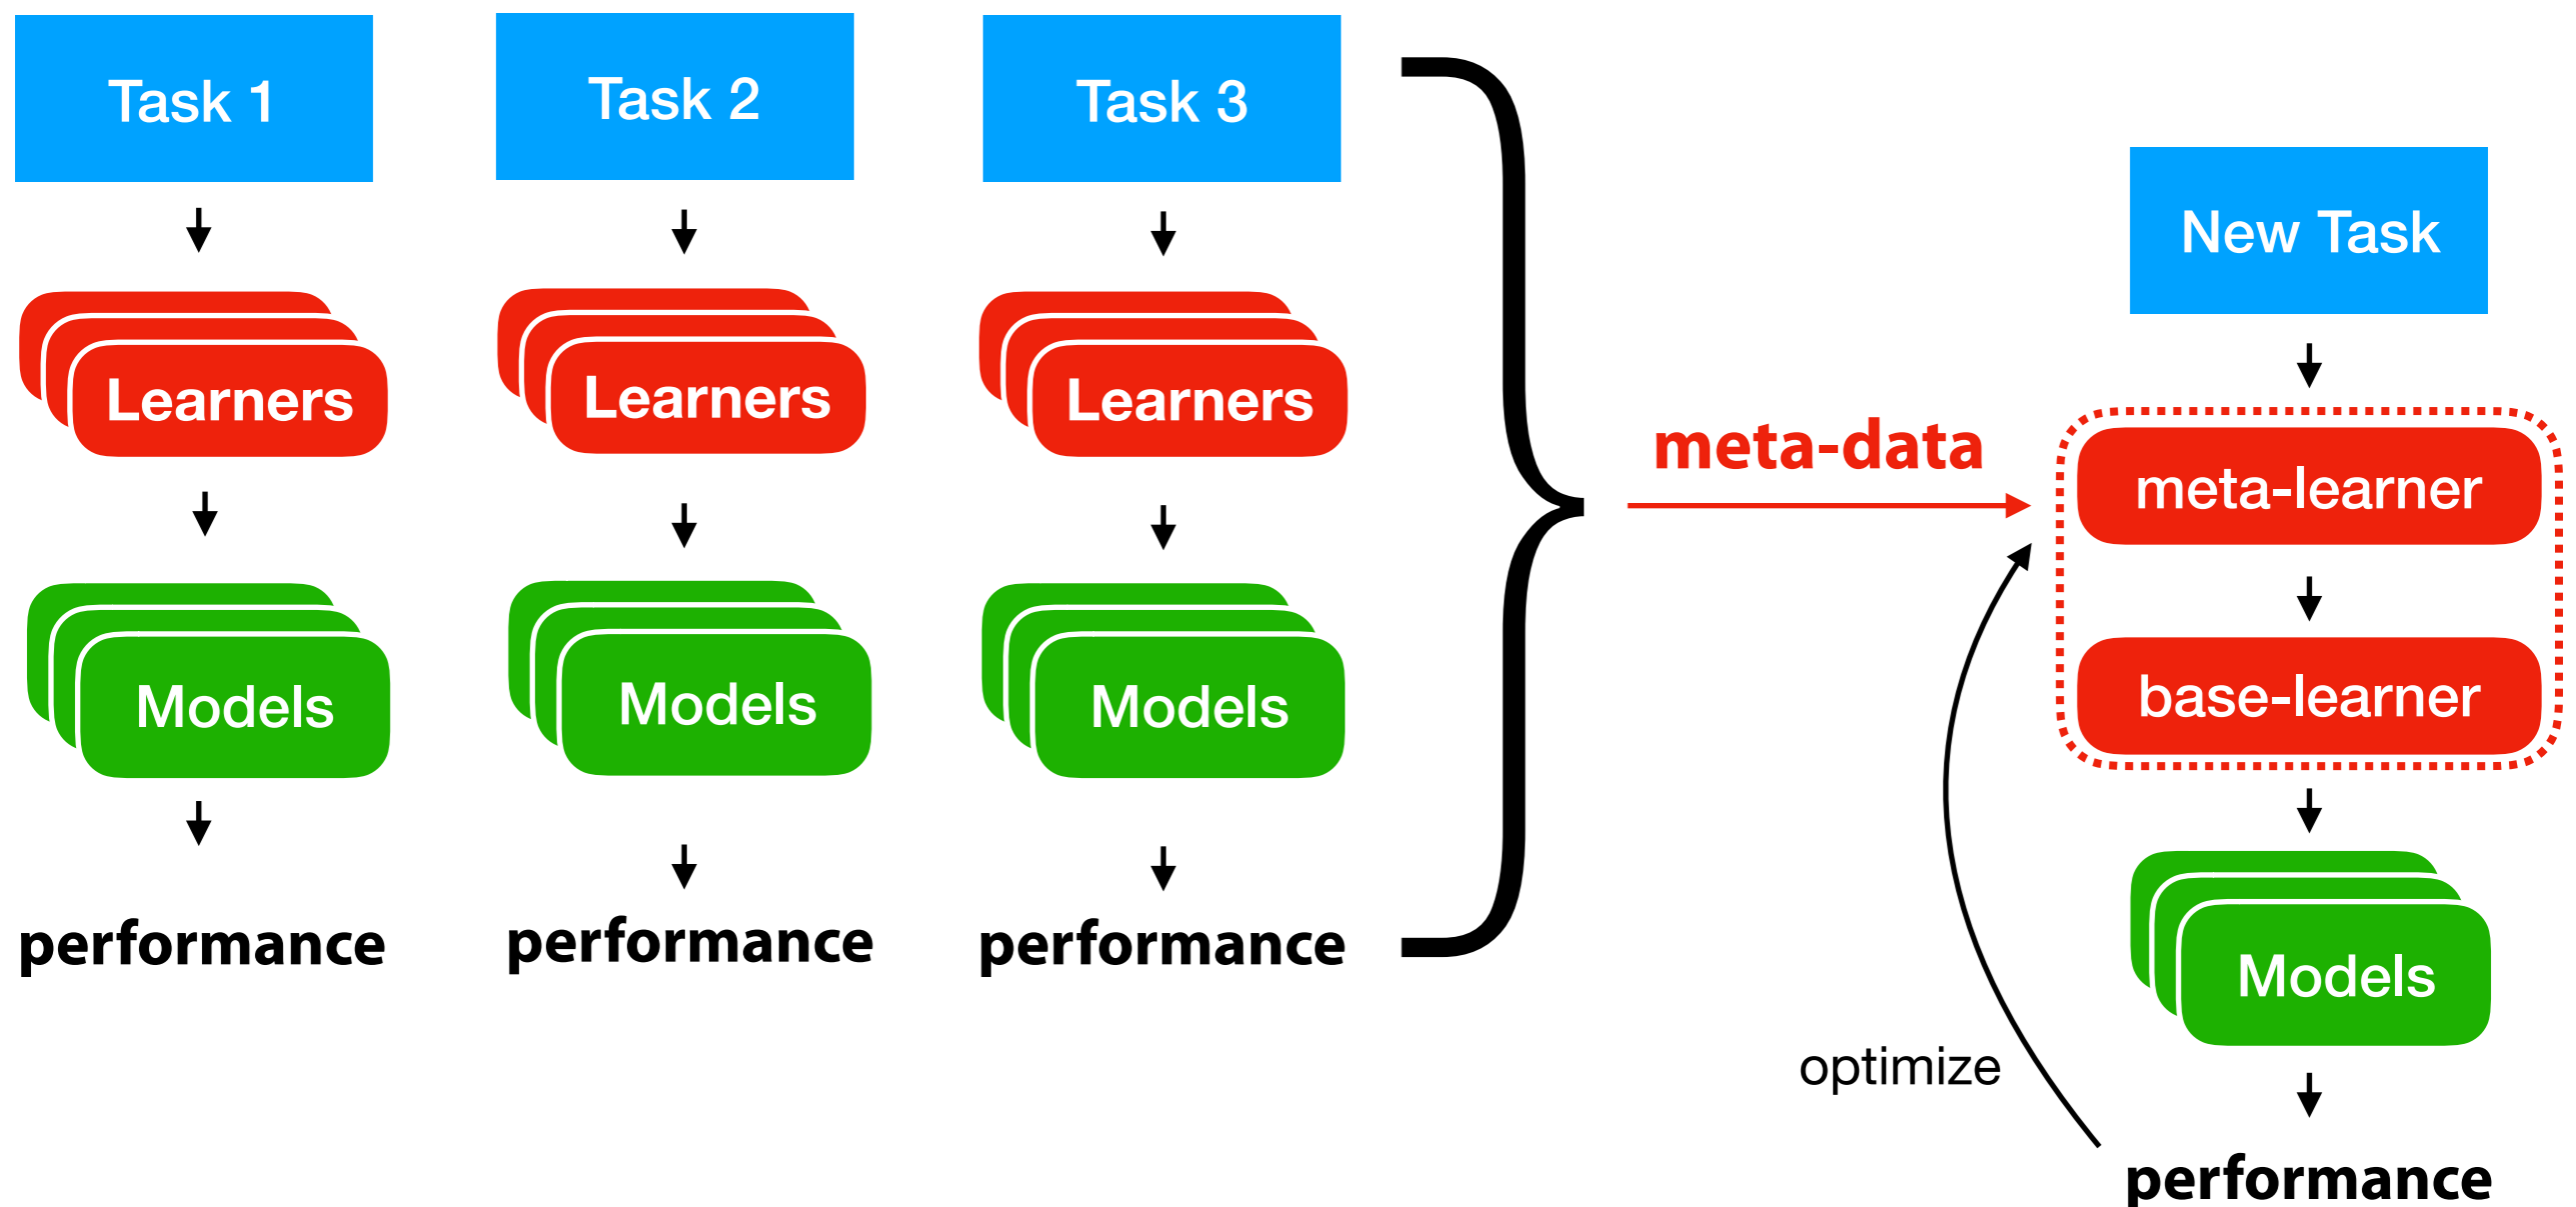 Task 1
Task 2
Task 3
New Task
Learners
Learners
Learners
meta-data
meta-learner
base-learner
Models
Models
Models
performance
performance
performance
Models
optimize
performance